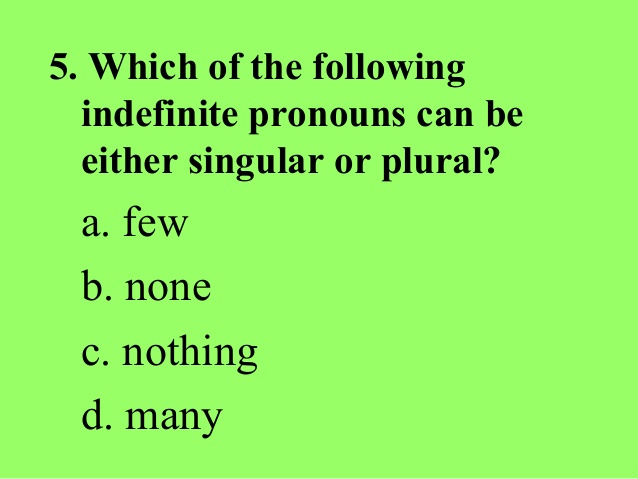 5. Which of the following
indefinite pronouns can be
either singular or plural?
a. few
b. none
c. nothing
d. many